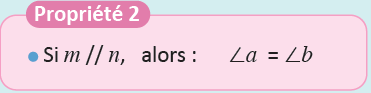 Propriété 2
• Si m // n, alors : ∠a = ∠b